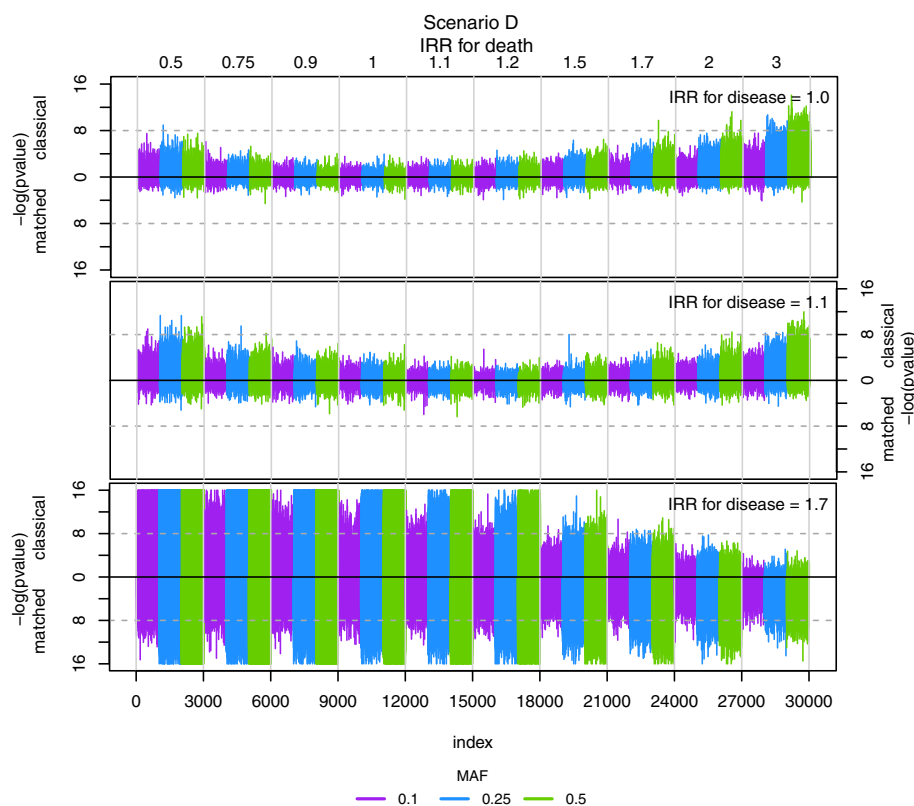 Scenario D
IRR for death
0.5 0.75 0.9 1 1.1 1.2 1.5 1.7 2 3
IRR for disease = 1.0
−log(pvalue)
matched classical
16 8 0 8 16
IRR for disease = 1.1
matched classical
−log(pvalue)
16 8 0 8 16
IRR for disease = 1.7
−log(pvalue)
matched classical
16 8 0 8 16
0 3000 6000 9000 12000 15000 18000 21000 24000 27000 30000
index
MAF
0.1 0.25 0.5